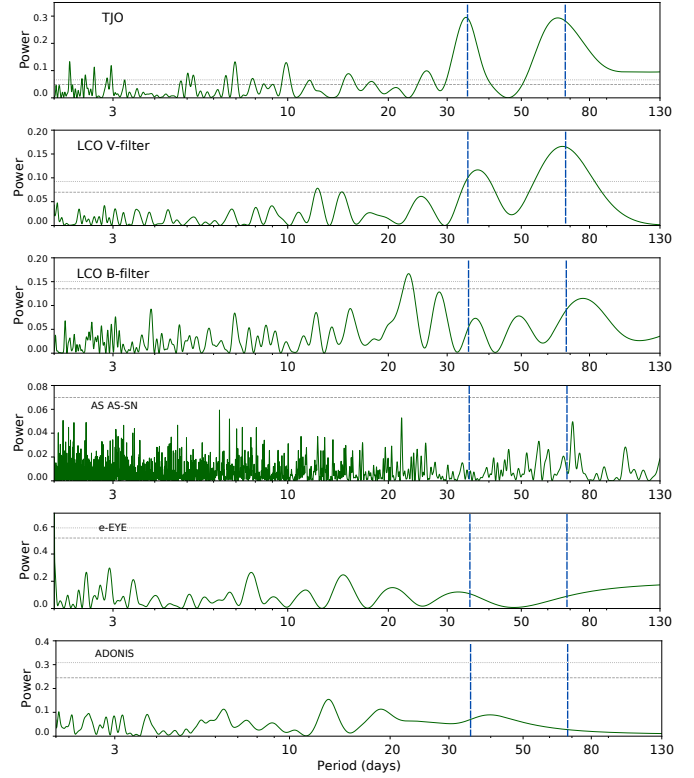 TJO
Power
0.3
0.2
0.1
0.0
3 10 20 30 50 80 130
LCO V-filter
Power
0.20
0.15
0.10
0.05
0.00
3 10 20 30 50 80 130
LCO B-filter
Power
0.20
0.15
0.10
0.05
0.00
3 10 20 30 50 80 130
AS AS-SN
Power
0.08
0.06
0.04
0.02
0.00
3 10 20 30 50 80 130
e-EYE
Power
0.6
0.4
0.2
0.0
3 10 20 30 50 80 130
ADONIS
Power
0.4
0.3
0.2
0.1
0.0
3 10 20 30 50 80 130
Period (days)